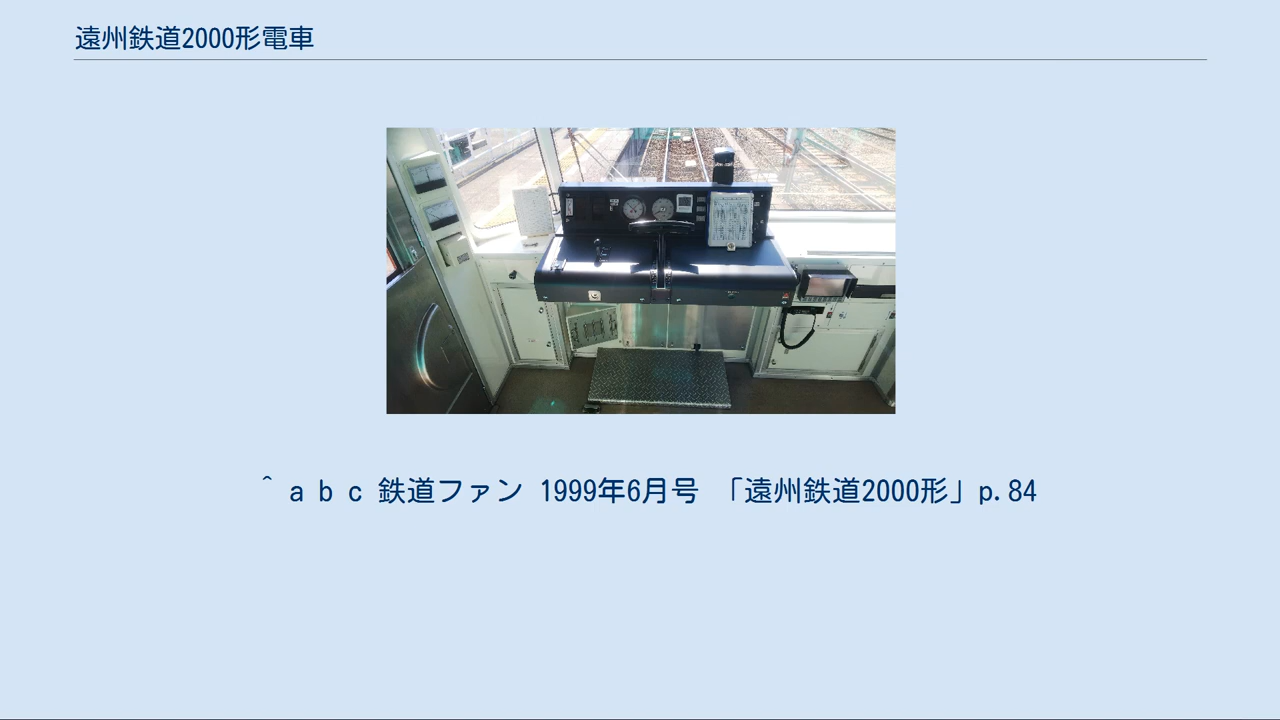 遠州鉄道2000形電車
^ a b c 鉄道ファン 1999年6月号 「遠州鉄道2000形」p.84